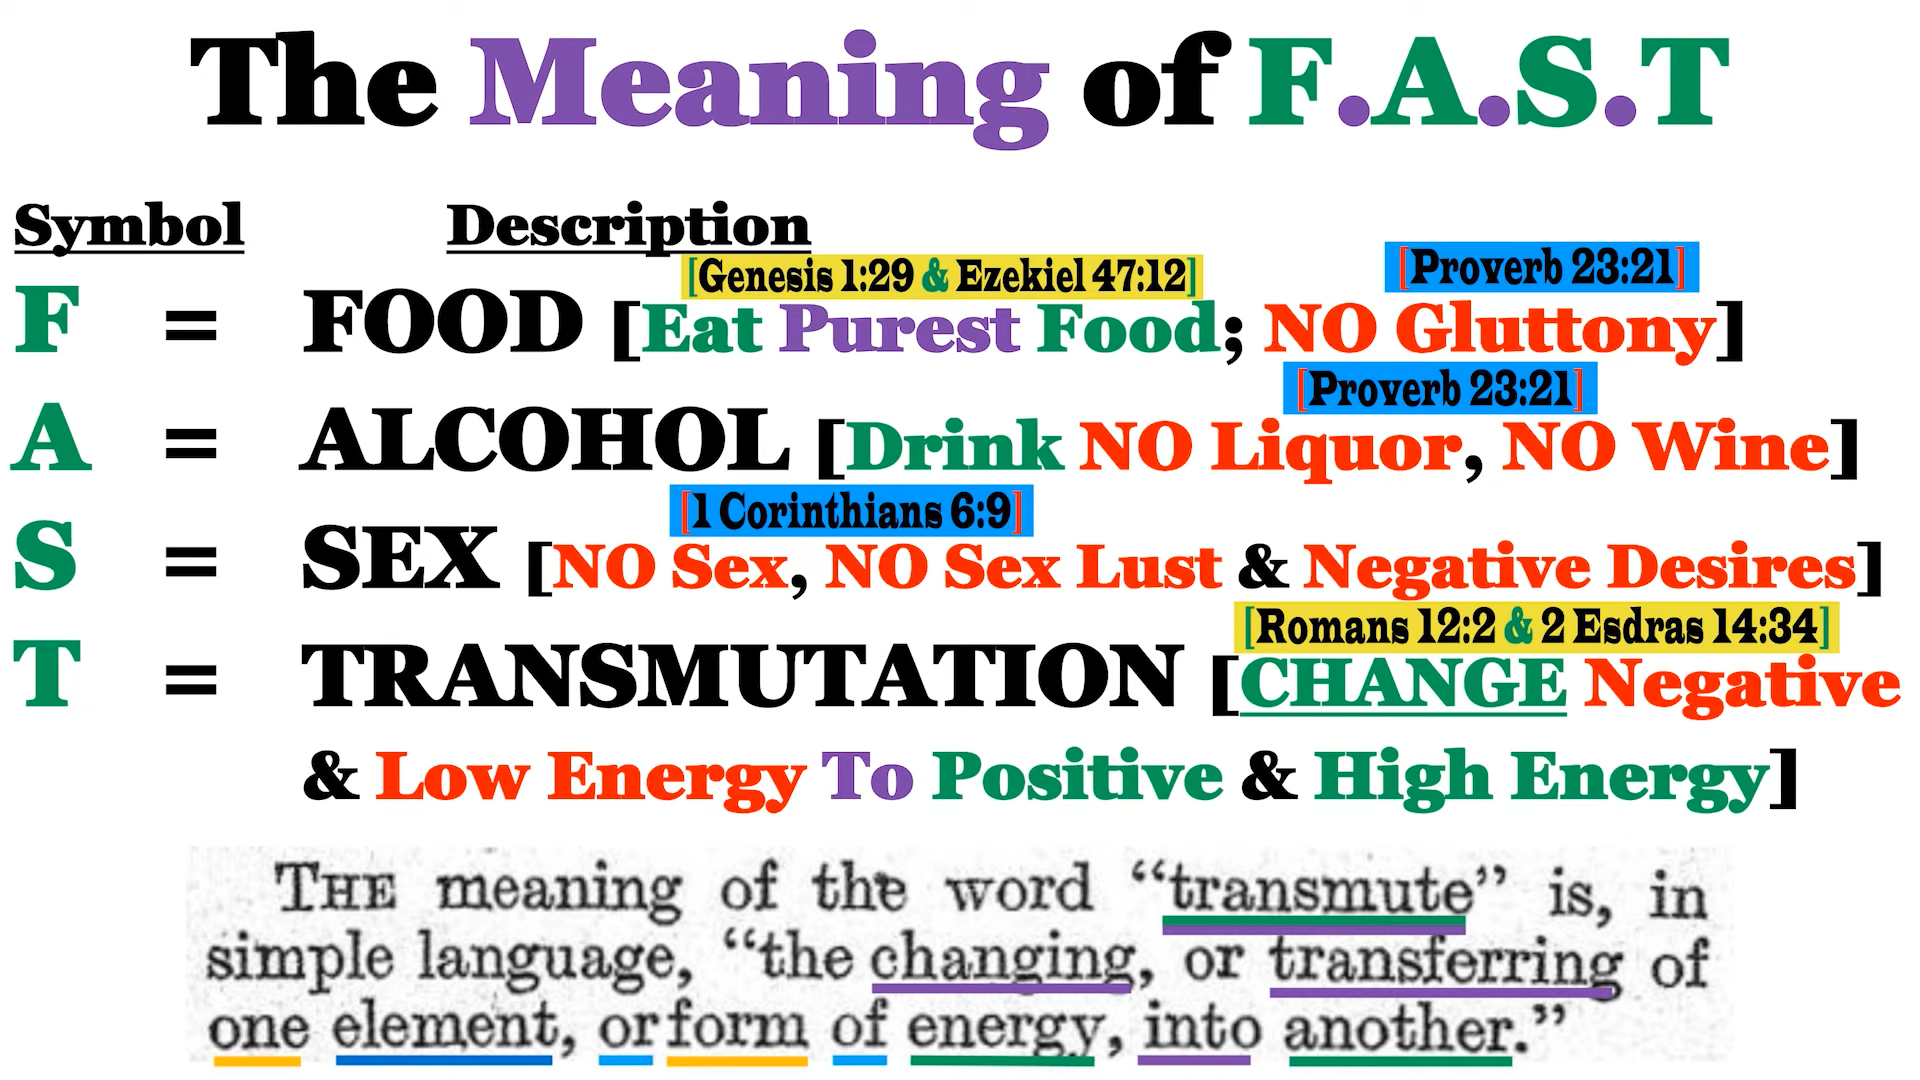 The Meaning of F.A.S.T
Symbol Description
[Genesis 1:29 & Ezekiel 47:12] [Proverb 23:21]
F = FOOD [Eat Purest Food; NO Gluttony]
[Proverb 23:21]
A = ALCOHOL [Drink NO Liquor, NO Wine]
[1 Corinthians 6:9]
S = SEX [NO Sex, NO Sex Lust & Negative Desires]
[Romans 12:2 & 2 Esdras 14:34]
T = TRANSMUTATION [CHANGE Negative
& Low Energy To Positive & High Energy]
THE meaning of the word “transmute” is, in
simple language, “the changing, or transferring of
one element, or form of energy, into another.”